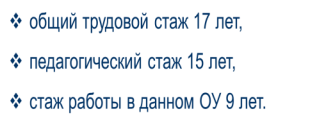 ❖ общий трудовой стаж 17 лет,
❖ педагогический стаж 15 лет,
❖ стаж работы в данном ОУ 9 лет.